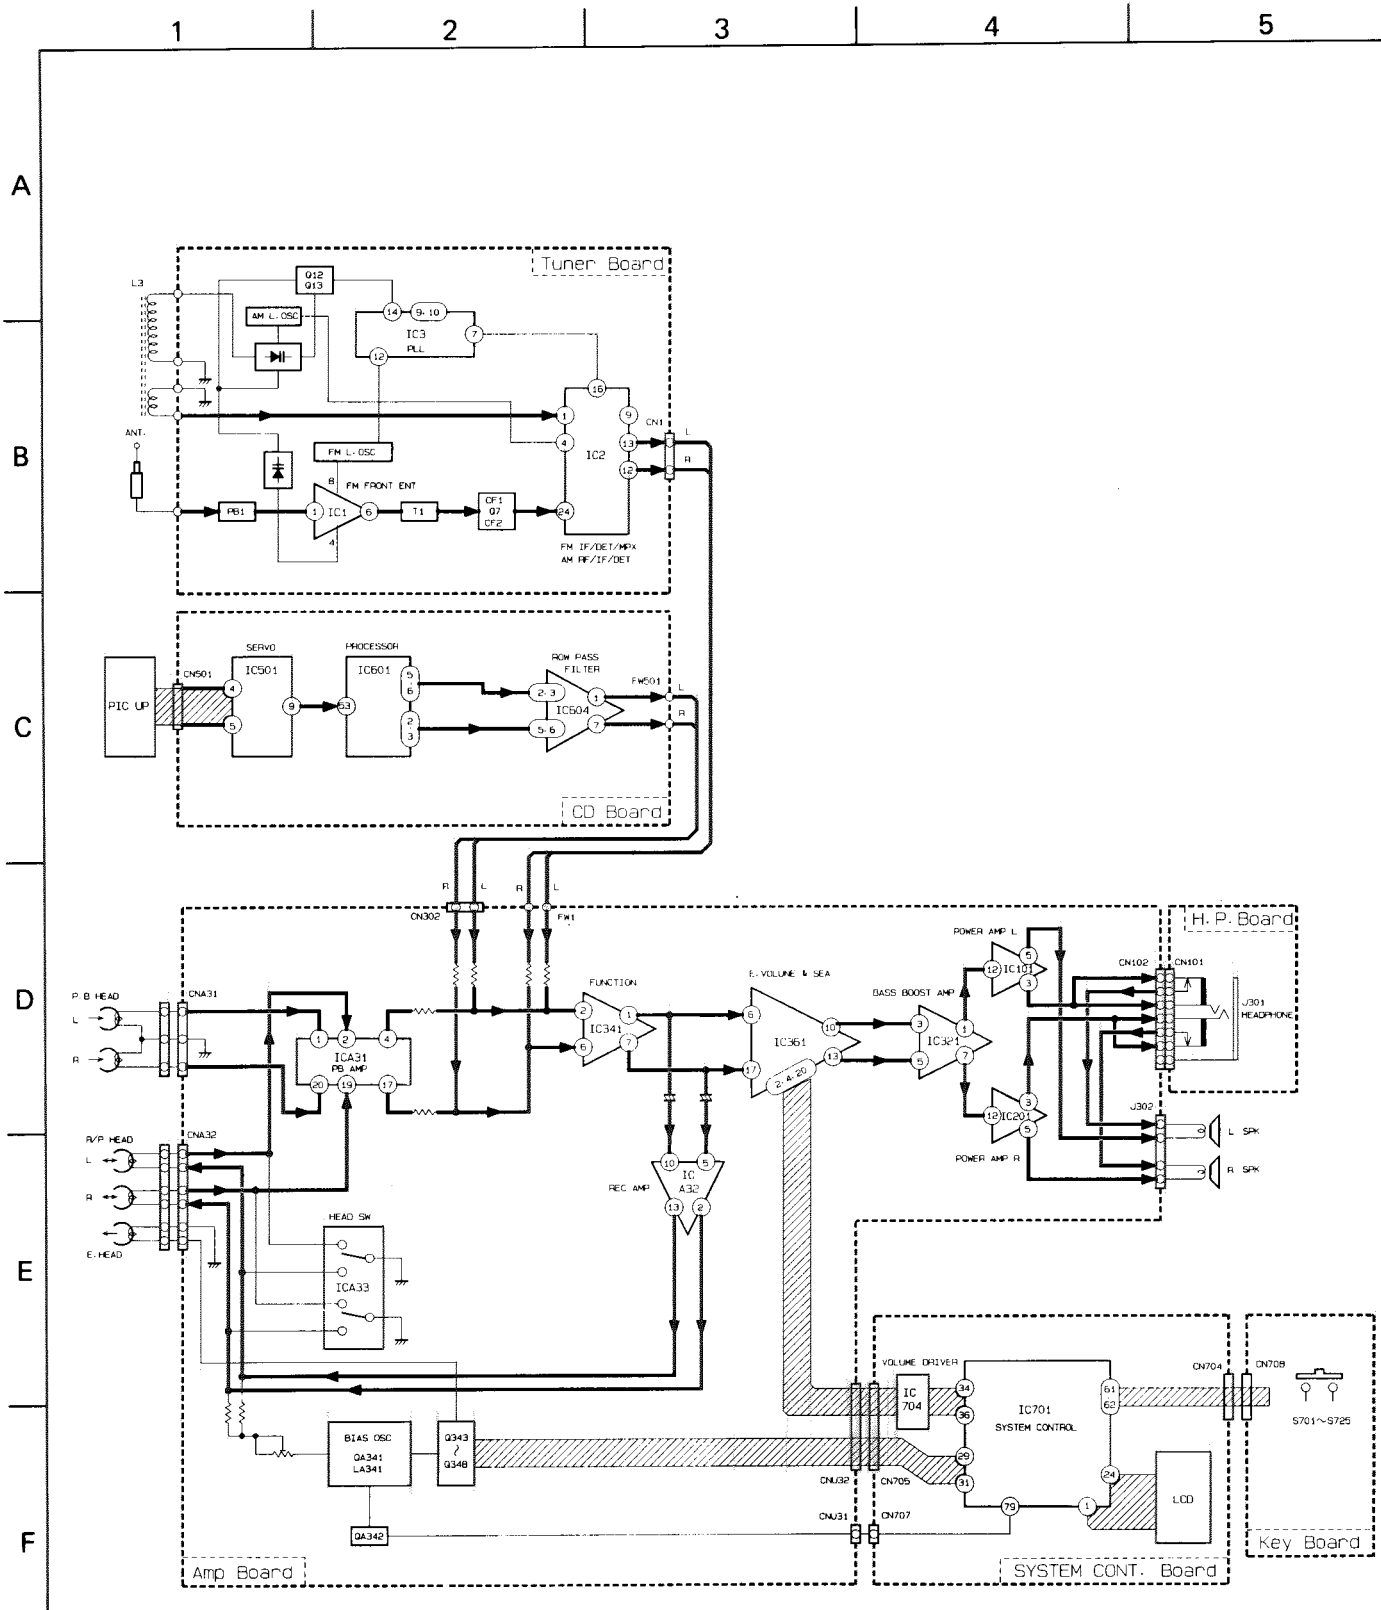 1 2 3 4 5
A
B
C
D
E
F
Tuner Board
L3
Q12
Q13
AM L.OSC
14 9·10
IC3
PLL
7
12
16
1
9
CN1
L
4
13
ANT.
FM L.OSC
IC2
12
R
8
FM FRONT ENT
PB1
1
IC1
6
T1
CF1
Q7
CF2
24
4
FM IF/DET/MPX
AM RF/IF/DET
SERVO
PROCESSOR
ROW PASS
FILTER
CN501
IC501
IC601
FW501
L
4
5
6
2·3
1
PIC UP
9
53
IC604
R
5
2
3
5·6
7
CD Board
R L R L
CN302
FW1
H.P.Board
POWER AMP L
5
12
IC101
3
CN102 CN101
P.B HEAD
CNA31
FUNCTION
E.VOLUME & SEA
BASS BOOST AMP
J301
HEADPHONE
L
1 2 4
2
1
6
10
3
1
ICA31
PB AMP
IC341
IC361
IC321
R
6
7
13
5
7
20 19 17
17
2·4·20
3
12
IC201
5
J302
L SPK
R/P HEAD
CNA32
L
10 5
POWER AMP R
R SPK
REC AMP
IC
A32
R
13 2
HEAD SW
E.HEAD
ICA33
VOLUME DRIVER
CN704 CN708
IC
704
34
61
62
IC701
SYSTEM CONTROL
36
S701~S725
BIAS OSC
QA341
LA341
Q343
~
Q348
29
31
24
CNU32
CN705
LCD
79
1
CNU31
CN707
QA342
Key Board
Amp Board
SYSTEM CONT. Board